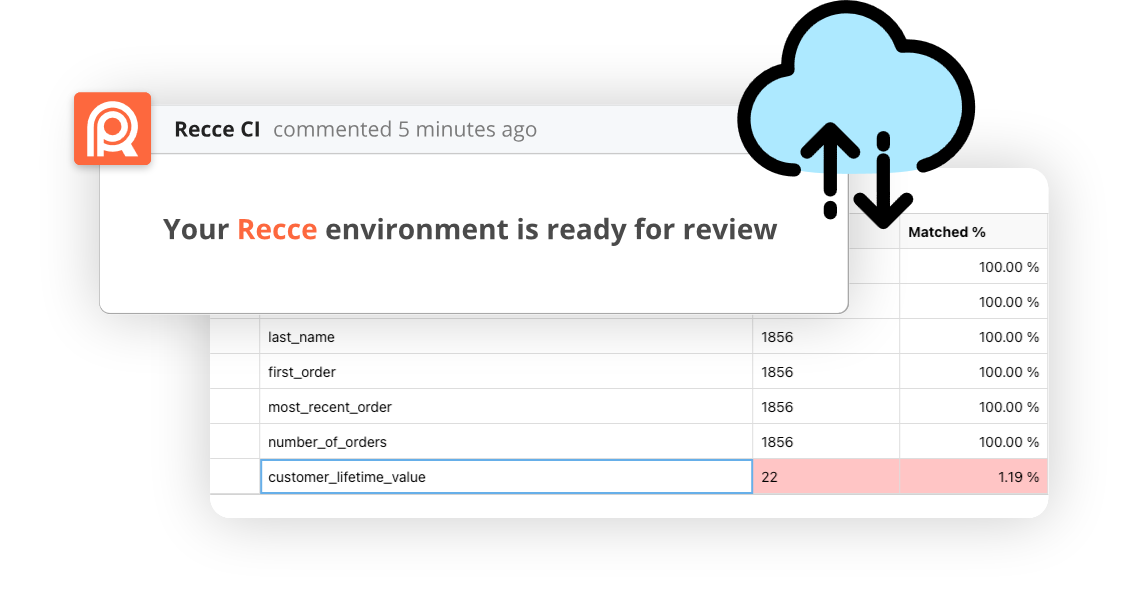 Recce CI commented 5 minutes ago
Your Recce environment is ready for review
Matched %
100.00 %
100.00 %
last_name 1856 100.00 %
first_order 1856 100.00 %
most_recent_order 1856 100.00 %
number_of_orders 1856 100.00 %
customer_lifetime_value 22 1.19 %